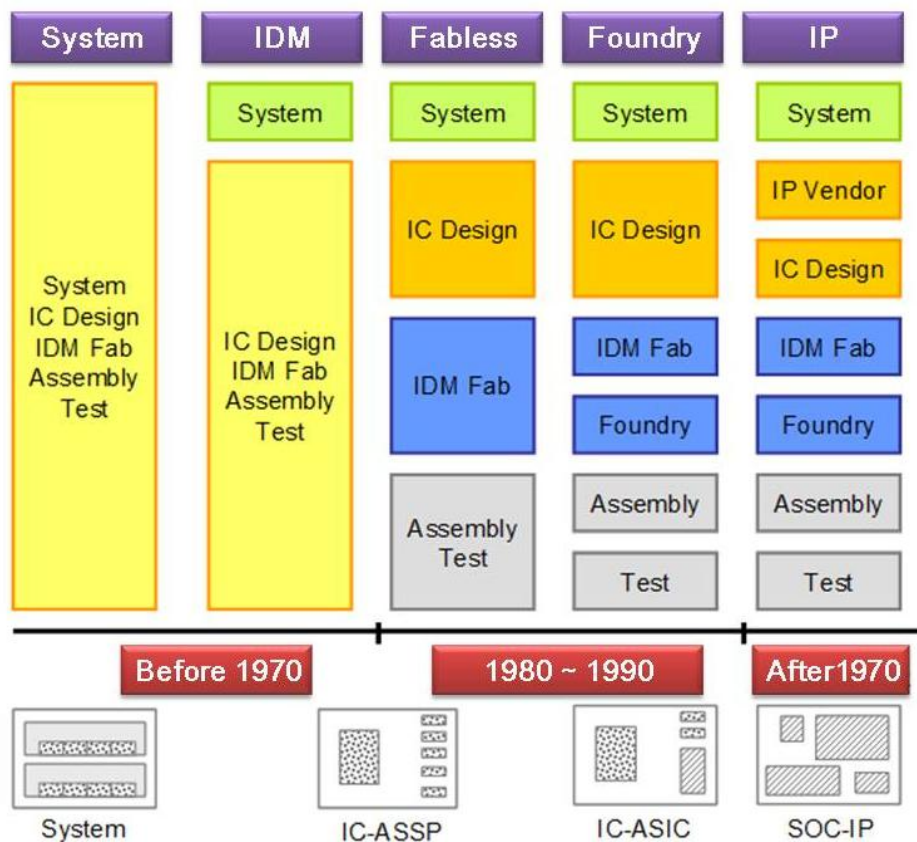 System
IDM
Fabless
Foundry
IP
System
IC Design
IDM Fab
Assembly
Test
System
IC Design
IDM Fab
Assembly
Test
System
IC Design
IDM Fab
Assembly
Test
System
IC Design
IDM Fab
Foundry
Assembly
Test
System
IP Vendor
IC Design
IDM Fab
Foundry
Assembly
Test
Before 1970
1980 ~ 1990
After1970
System
IC-ASSP
IC-ASIC
SOC-IP